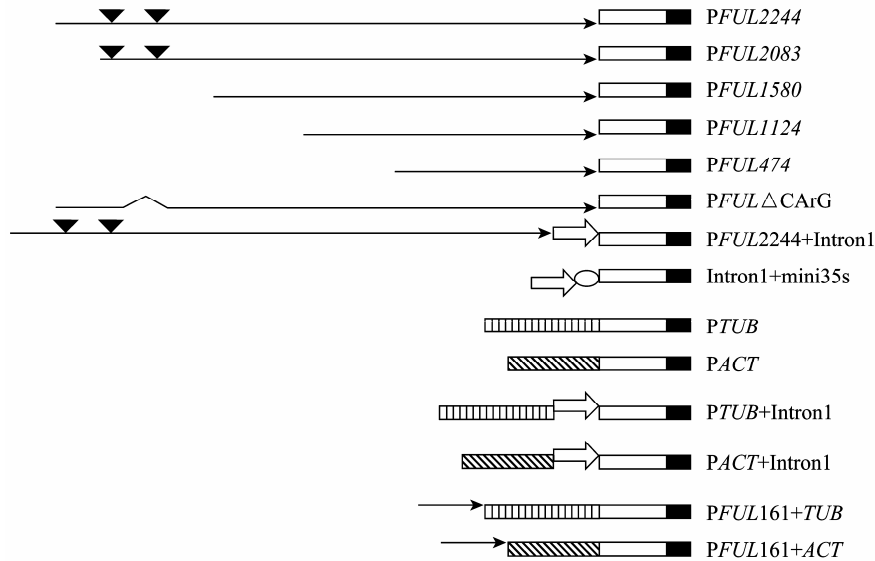 PFUL2244
PFUL2083
PFUL1580
PFUL1124
PFUL474
PFUL△CArG
PFUL2244+Intron1
Intron1+mini35s
PTUB
PACT
PTUB+Intron1
PACT+Intron1
PFUL161+TUB
PFUL161+ACT